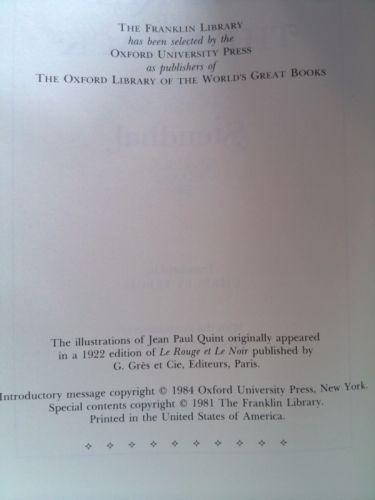 THE FRANKLIN LIBRARY
has been selected by the
OXFORD UNIVERSITY PRESS
as publishers of
THE OXFORD LIBRARY OF THE WORLD'S GREAT BOOKS
Stendhal
The illustrations of Jean Paul Quint originally appeared
in a 1922 edition of Le Rouge et Le Noir published by
G. Grès et Cie, Editeurs, Paris.
Introductory message copyright © 1984 Oxford University Press, New York.
Special contents copyright © 1981 The Franklin Library.
Printed in the United States of America.